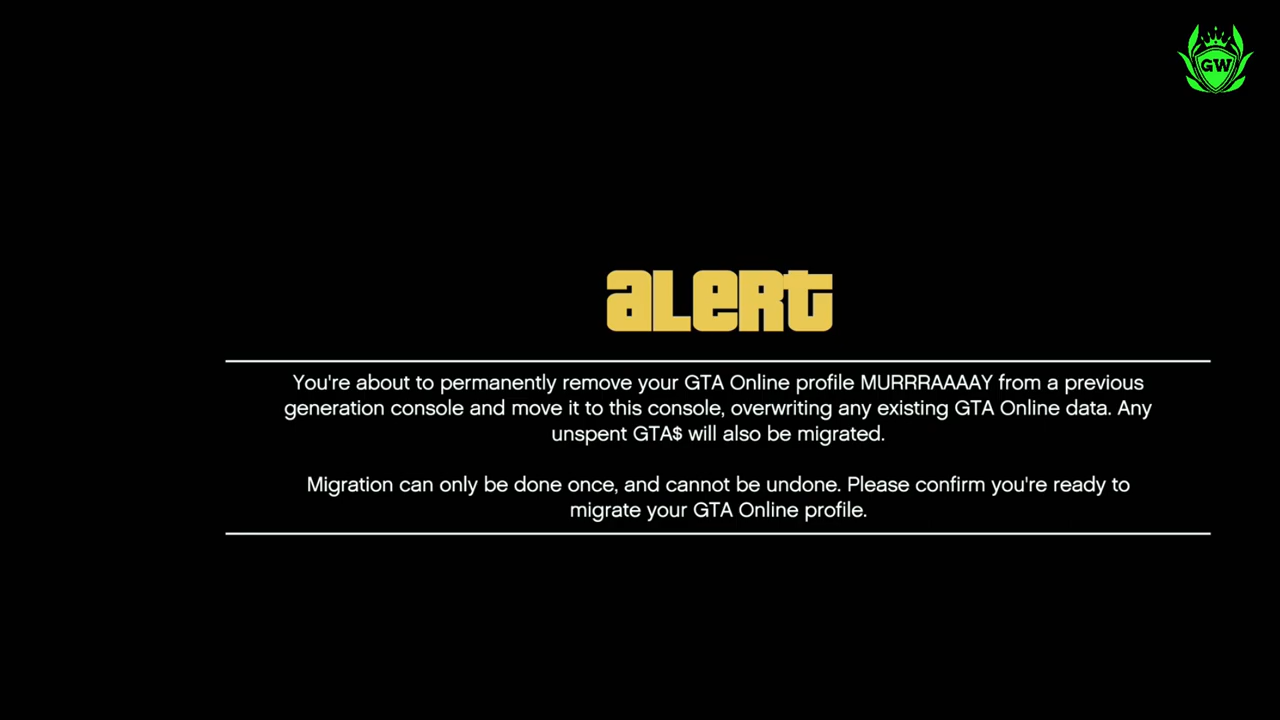 GW
aLeRt
You're about to permanently remove your GTA Online profile MURRRAAAAY from a previous
generation console and move it to this console, overwriting any existing GTA Online data. Any
unspent GTA$ will also be migrated.
Migration can only be done once, and cannot be undone. Please confirm you're ready to
migrate your GTA Online profile.